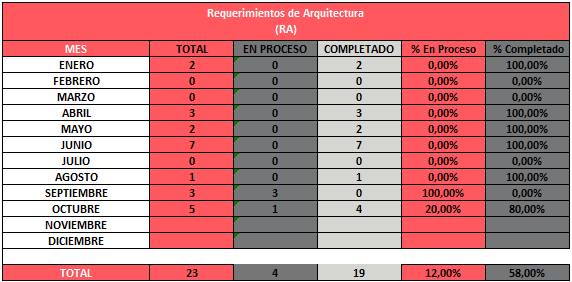 Requerimientos de Arquitectura
(RA)
MES TOTAL EN PROCESO COMPLETADO % En Proceso % Completado
ENERO 2 0 2 0,00% 100,00%
FEBRERO 0 0 0 0,00% 0,00%
MARZO 0 0 0 0,00% 0,00%
ABRIL 3 0 3 0,00% 100,00%
MAYO 2 0 2 0,00% 100,00%
JUNIO 7 0 7 0,00% 100,00%
JULIO 0 0 0 0,00% 0,00%
AGOSTO 1 0 1 0,00% 100,00%
SEPTIEMBRE 3 3 0 100,00% 0,00%
OCTUBRE 5 1 4 20,00% 80,00%
NOVIEMBRE
DICIEMBRE
TOTAL 23 4 19 12,00% 58,00%